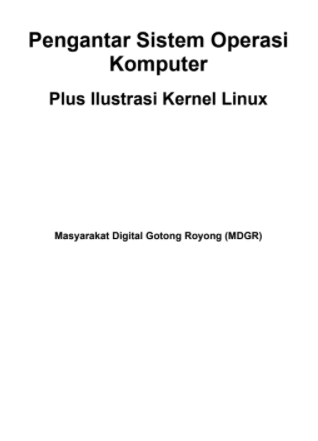 Pengantar Sistem Operasi
Komputer
Plus Ilustrasi Kernel Linux
Masyarakat Digital Gotong Royong (MDGR)